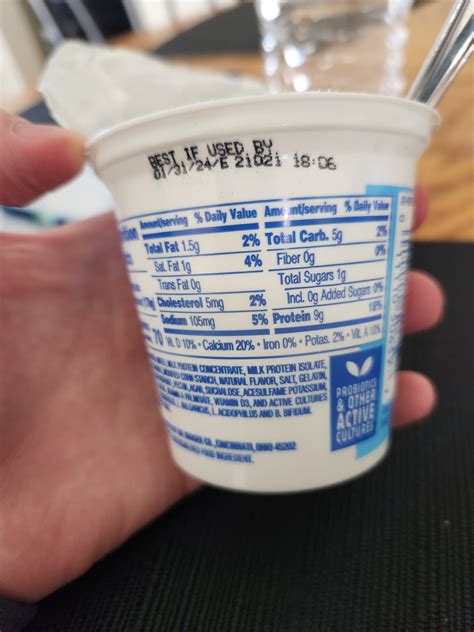 BEST IF USED BY
01/31/24/E 21021 18:06
Amount/serving % Daily Value Amount/serving % Daily Value
Total Fat 1.5g 2% Total Carb. 5g 2%
Sat. Fat 1g 4% Fiber 0g 0%
Trans Fat 0g Total Sugars 1g
Cholesterol 5mg 2% Incl. 0g Added Sugars 0%
Sodium 105mg 5% Protein 9g 18%
70 Vit. D 10% • Calcium 20% • Iron 0% • Potas. 2% • Vit. A 10%
MILK PROTEIN CONCENTRATE, MILK PROTEIN ISOLATE,
CORN STARCH, NATURAL FLAVOR, SALT, GELATIN,
AGAR, SUCRALOSE, ACESULFAME POTASSIUM,
A PALMITATE, VITAMIN D3, AND ACTIVE CULTURES
L. ACIDOPHILUS AND B. BIFIDUM.
CO., CINCINNATI, OHIO 45202
FOOD INGREDIENT.
PROBIOTICS
& OTHER
ACTIVE
CULTURES